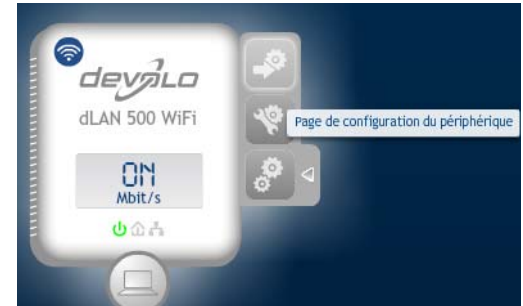 devolo
dLAN 500 WiFi
Page de configuration du périphérique
ON
Mbit/s